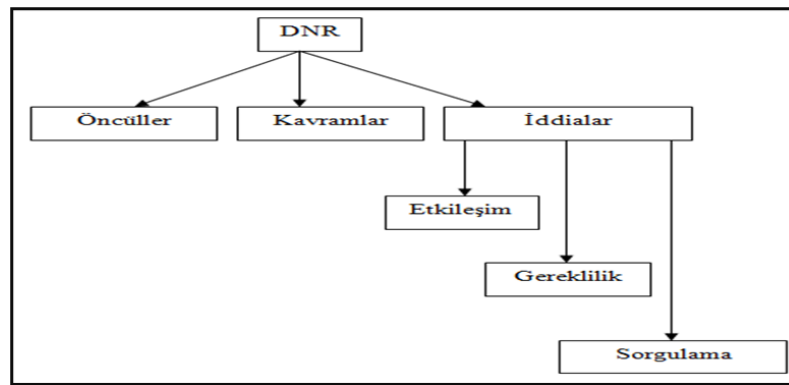 DNR
Öncüller
Kavramlar
İddialar
Etkileşim
Gereklilik
Sorgulama